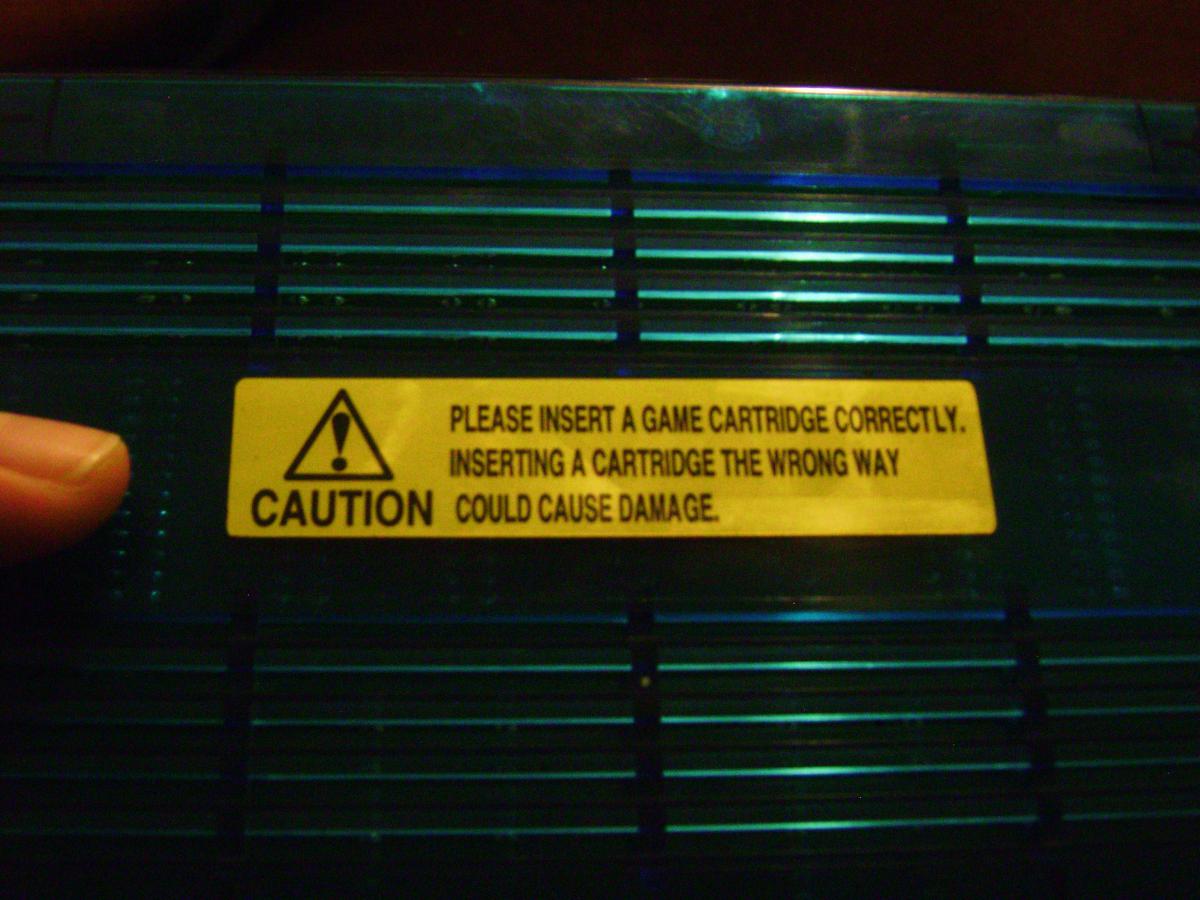 PLEASE INSERT A GAME CARTRIDGE CORRECTLY.
INSERTING A CARTRIDGE THE WRONG WAY
COULD CAUSE DAMAGE.
CAUTION